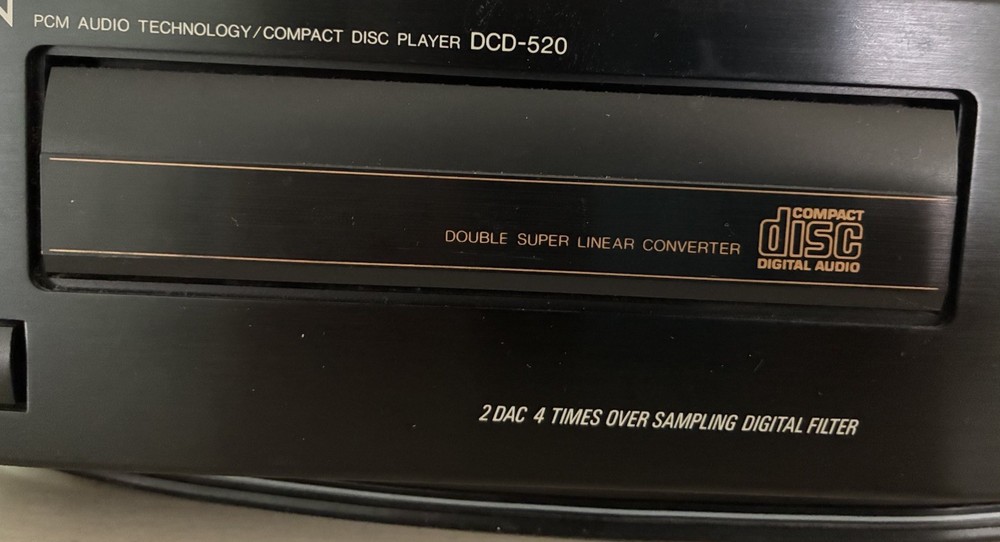 N
PCM AUDIO TECHNOLOGY/COMPACT DISC PLAYER DCD-520
DOUBLE SUPER LINEAR CONVERTER
COMPACT
disc
DIGITAL AUDIO
2 DAC 4 TIMES OVER SAMPLING DIGITAL FILTER